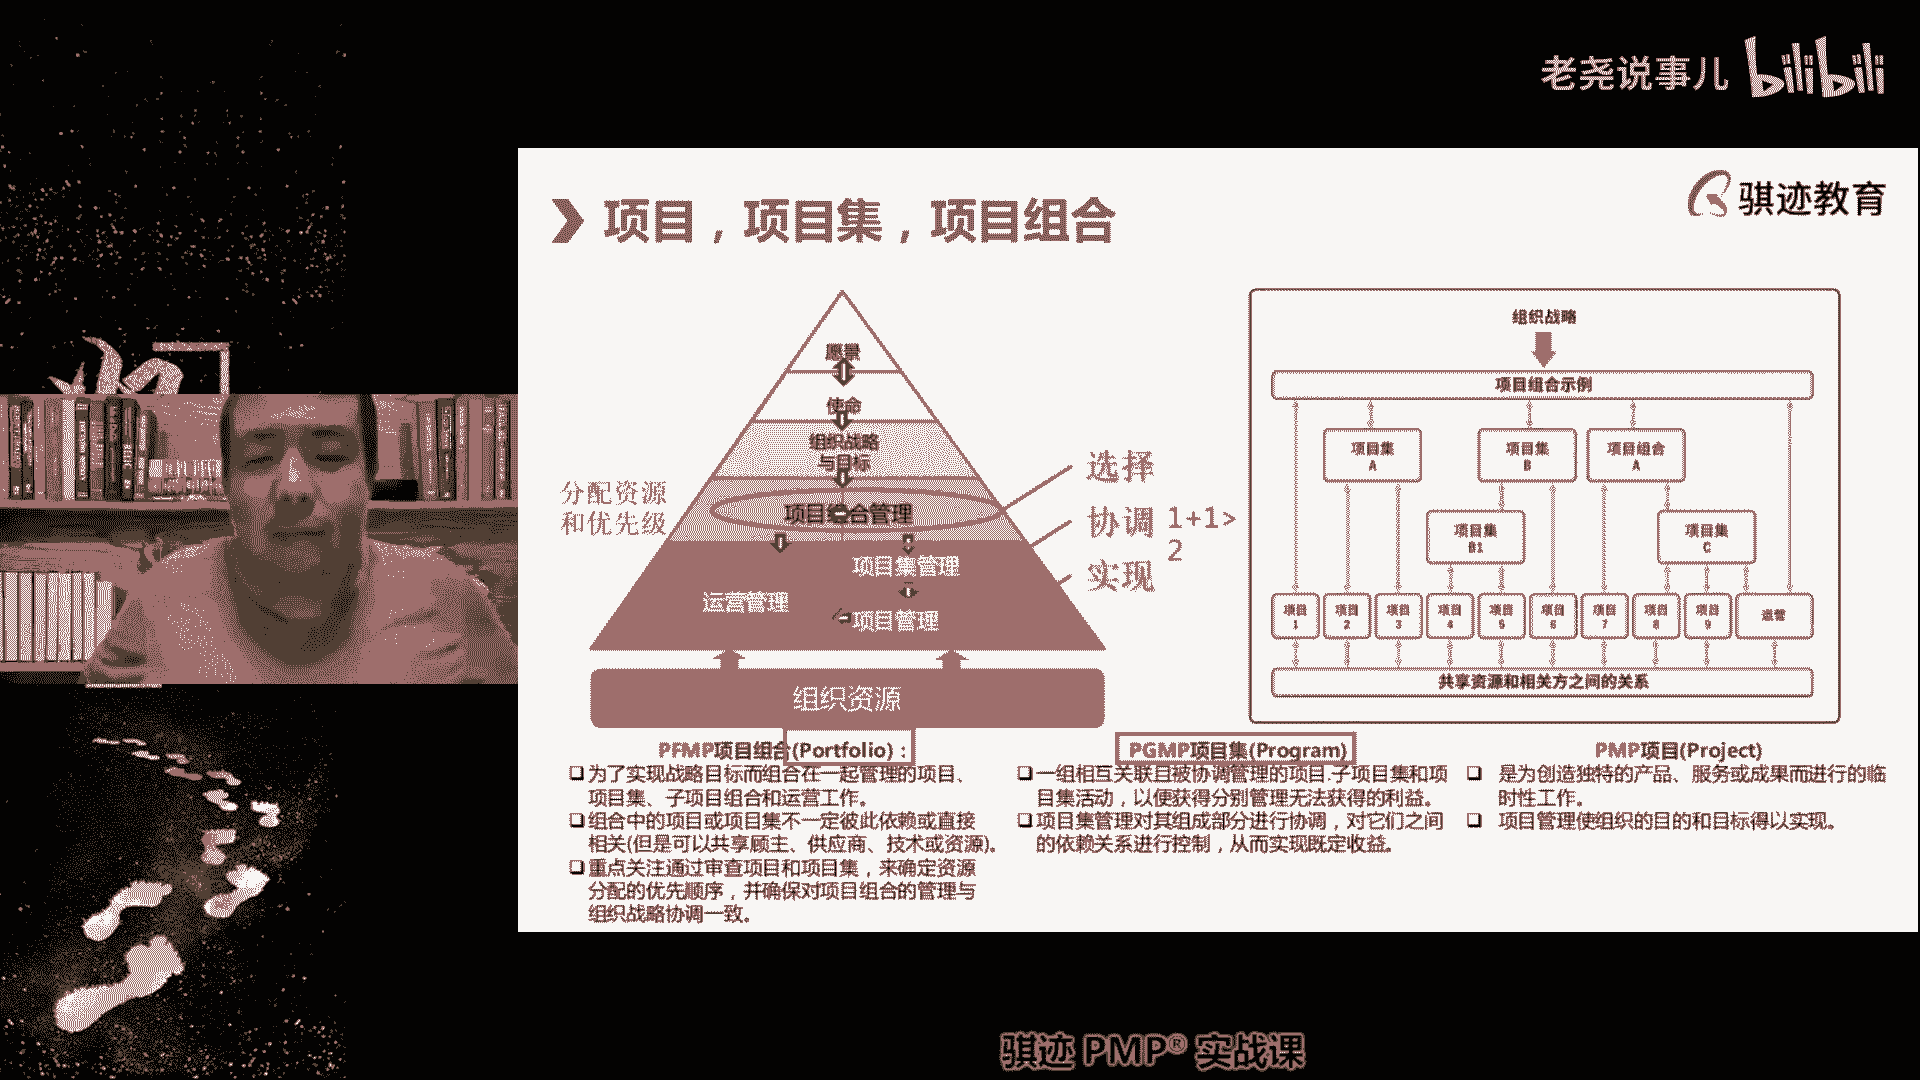 老尧说事儿 bilibili
项目，项目集，项目组合
骐迹教育
愿景
使命
组织战略
与目标
项目组合管理
项目集管理
运营管理
项目管理
组织资源
分配资源
和优先级
选择
协调 1+1>
2
实现
组织战略
项目组合示例
项目集
A
项目集
B
项目组合
A
项目集
B1
项目集
C
项目
1
项目
2
项目
3
项目
4
项目
5
项目
6
项目
7
项目
8
项目
9
运营
共享资源和相关方之间的关系
PFMP项目组合(Portfolio)：
❑为了实现战略目标而组合在一起管理的项目、
项目集、子项目组合和运营工作。
❑组合中的项目或项目集不一定彼此依赖或直接
相关(但是可以共享顾主、供应商、技术或资源)。
❑重点关注通过审查项目和项目集，来确定资源
分配的优先顺序，并确保对项目组合的管理与
组织战略协调一致。
PGMP项目集(Program)
❑一组相互关联且被协调管理的项目.子项目集和项
目集活动，以便获得分别管理无法获得的利益。
❑项目集管理对其组成部分进行协调，对它们之间
的依赖关系进行控制，从而实现既定收益。
PMP项目(Project)
❑ 是为创造独特的产品、服务或成果而进行的临
时性工作。
❑ 项目管理使组织的目的和目标得以实现。
骐迹 PMP® 实战课